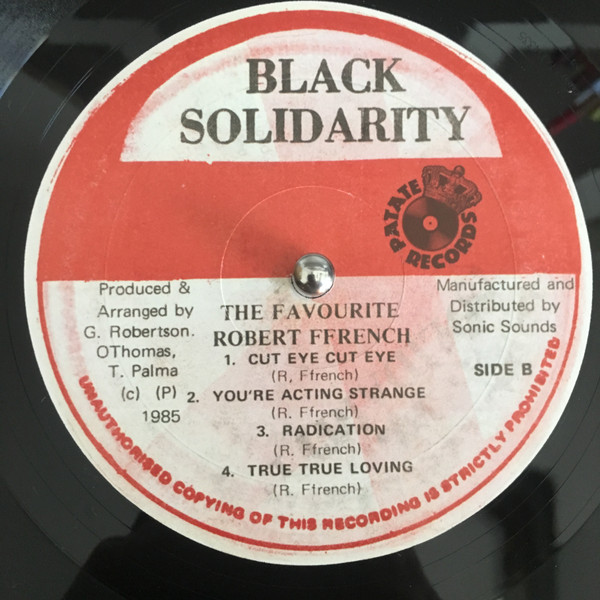 BLACK
SOLIDARITY
PATATE
RECORDS
Produced &
Arranged by
G. Robertson.
OThomas,
T. Palma
(c) (P)
1985
THE FAVOURITE
ROBERT FFRENCH
1. CUT EYE CUT EYE
(R, Ffrench)
2. YOU'RE ACTING STRANGE
(R. Ffrench)
3. RADICATION
(R. Ffrench)
4. TRUE TRUE LOVING
(R. Ffrench)
Manufactured and
Distributed by
Sonic Sounds
SIDE B
UNAUTHORISED COPYING OF THIS RECORDING IS STRICTLY PROHIBITED